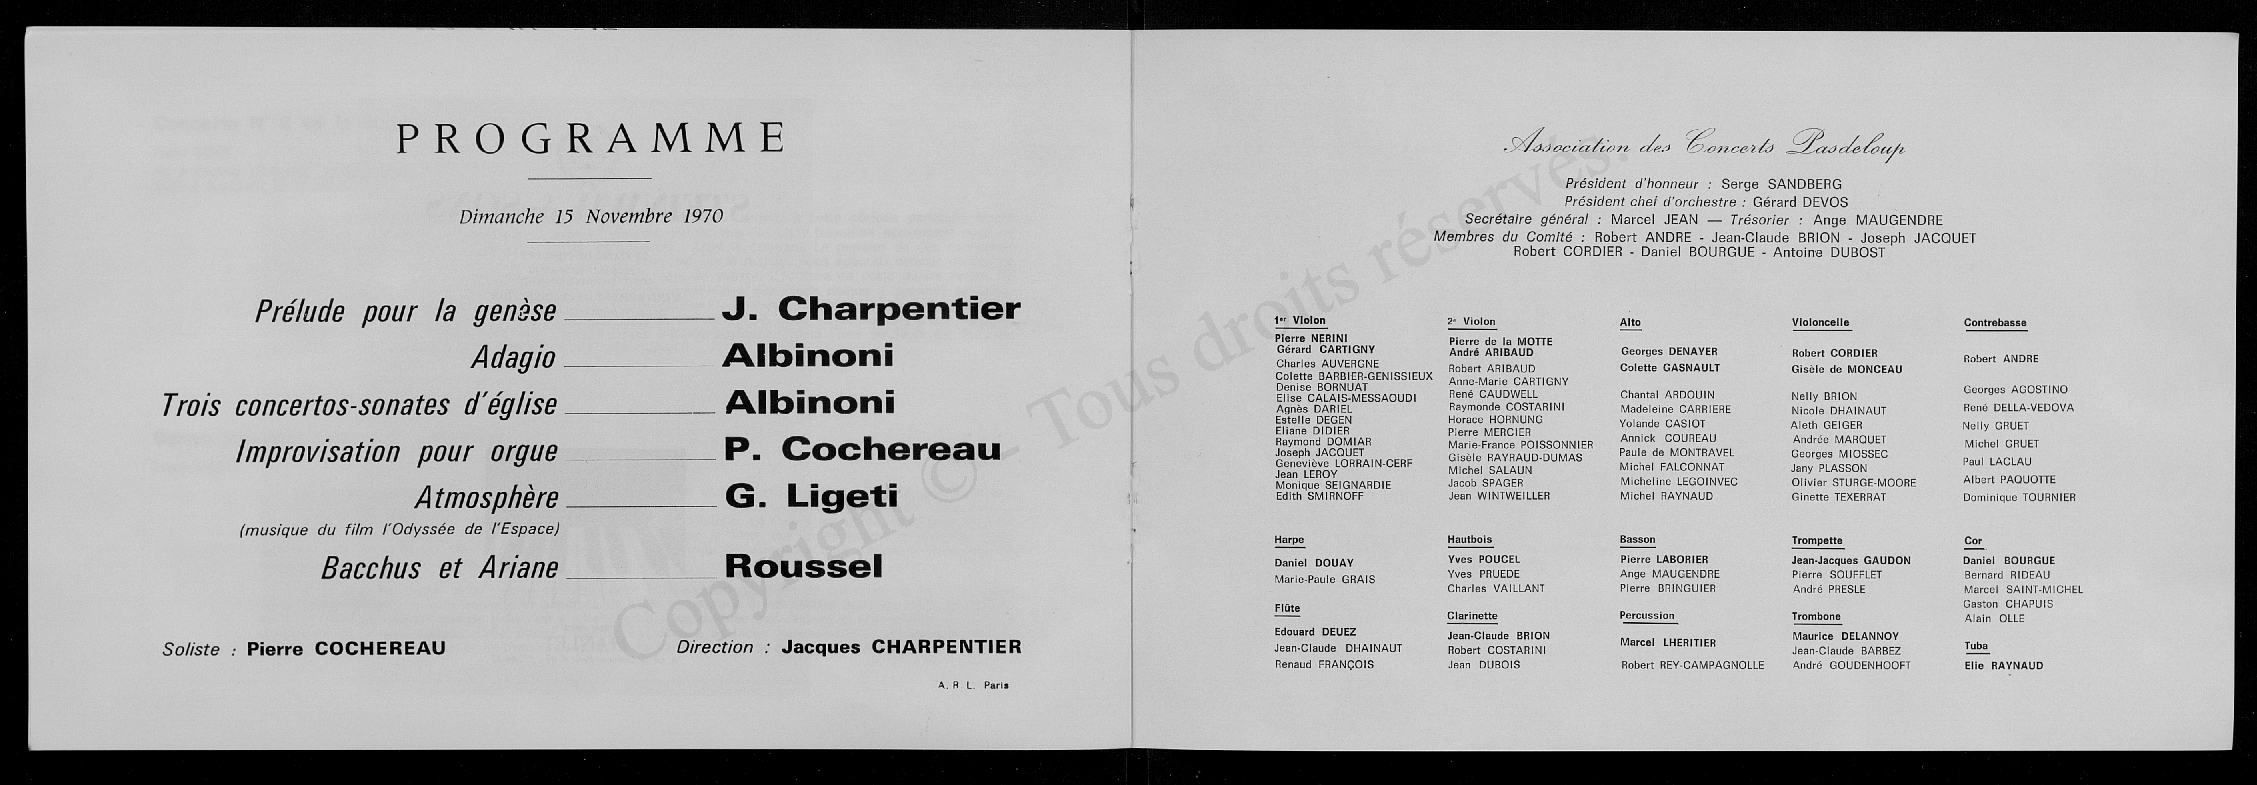 PROGRAMME
Dimanche 15 Novembre 1970
Prélude pour la genèse J. Charpentier
Adagio Albinoni
Trois concertos-sonates d'église Albinoni
Improvisation pour orgue P. Cochereau
Atmosphère G. Ligeti
(musique du film l'Odyssée de l'Espace)
Bacchus et Ariane Roussel
Soliste : Pierre COCHEREAU Direction : Jacques CHARPENTIER
A. R L. Paris
Association des Concerts Pasdeloup
Président d'honneur : Serge SANDBERG
Président chef d'orchestre : Gérard DEVOS
Secrétaire général : Marcel JEAN — Trésorier : Ange MAUGENDRE
Membres du Comité : Robert ANDRE - Jean-Claude BRION - Joseph JACQUET
Robert CORDIER - Daniel BOURGUE - Antoine DUBOST
1er Violon
Pierre NERINI
Gérard CARTIGNY
Charles AUVERGNE
Colette BARBIER-GENISSIEUX
Denise BORNUAT
Elise CALAIS-MESSAOUDI
Agnès DARIEL
Estelle DEGEN
Eliane DIDIER
Raymond DOMIAR
Joseph JACQUET
Geneviève LORRAIN-CERF
Jean LEROY
Monique SEIGNARDIE
Edith SMIRNOFF
2e Violon
Pierre de la MOTTE
André ARIBAUD
Robert ARIBAUD
Anne-Marie CARTIGNY
René CAUDWELL
Raymonde COSTARINI
Horace HORNUNG
Pierre MERCIER
Marie-France POISSONNIER
Gisèle RAYRAUD-DUMAS
Michel SALAUN
Jacob SPAGER
Jean WINTWEILLER
Alto
Georges DENAYER
Colette GASNAULT
Chantal ARDOUIN
Madeleine CARRIERE
Yolande CASIOT
Annick COUREAU
Paule de MONTRAVEL
Michel FALCONNAT
Micheline LEGOINVEC
Michel RAYNAUD
Violoncelle
Robert CORDIER
Gisèle de MONCEAU
Nelly BRION
Nicole DHAINAUT
Aleth GEIGER
Andrée MARQUET
Georges MIOSSEC
Jany PLASSON
Olivier STURGE-MOORE
Ginette TEXERRAT
Contrebasse
Robert ANDRE
Georges AGOSTINO
René DELLA-VEDOVA
Nelly GRUET
Michel GRUET
Paul LACLAU
Albert PAQUOTTE
Dominique TOURNIER
Harpe
Daniel DOUAY
Marie-Paule GRAIS
Flûte
Edouard DEUEZ
Jean-Claude DHAINAUT
Renaud FRANÇOIS
Hautbois
Yves POUCEL
Yves PRUEDE
Charles VAILLANT
Clarinette
Jean-Claude BRION
Robert COSTARINI
Jean DUBOIS
Basson
Pierre LABORIER
Ange MAUGENDRE
Pierre BRINGUIER
Percussion
Marcel LHERITIER
Robert REY-CAMPAGNOLLE
Trompette
Jean-Jacques GAUDON
Pierre SOUFFLET
André PRESLE
Trombone
Maurice DELANNOY
Jean-Claude BARBEZ
André GOUDENHOOFT
Cor
Daniel BOURGUE
Bernard RIDEAU
Marcel SAINT-MICHEL
Gaston CHAPUIS
Alain OLLE
Tuba
Elie RAYNAUD
Copyright © - Tous droits réservés.